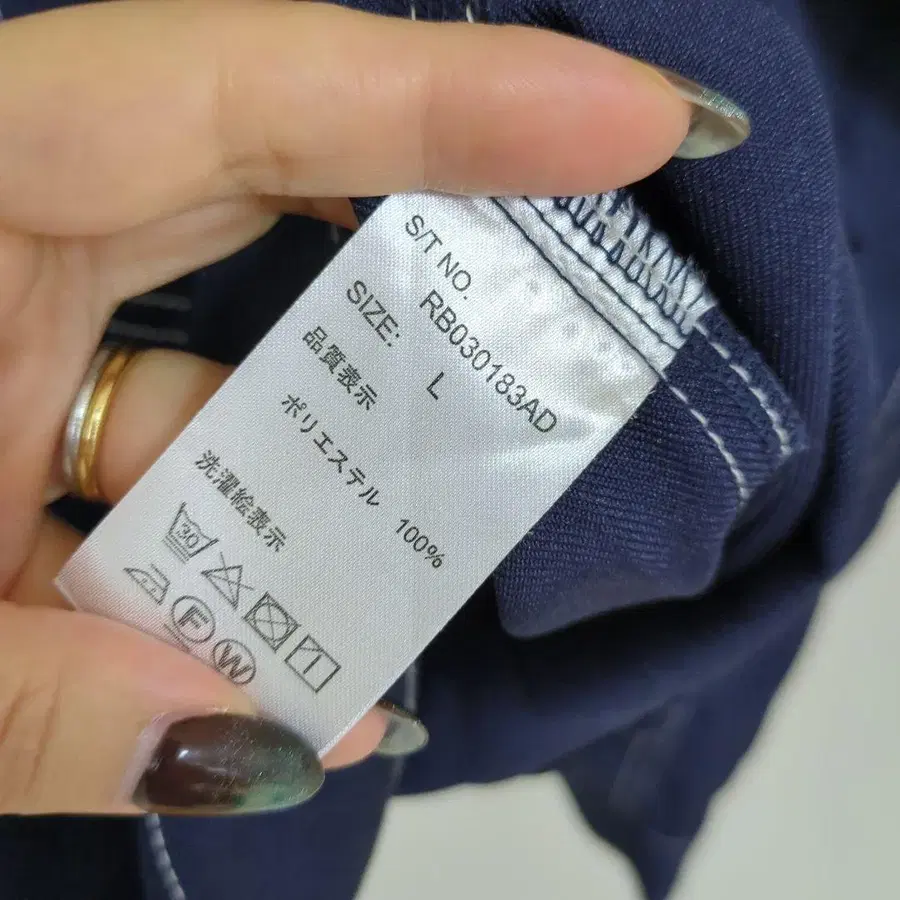 S/T NO.
RB030183AD
SIZE: L
品質表示
ポリエステル 100%
洗濯絵表示
30
F
W